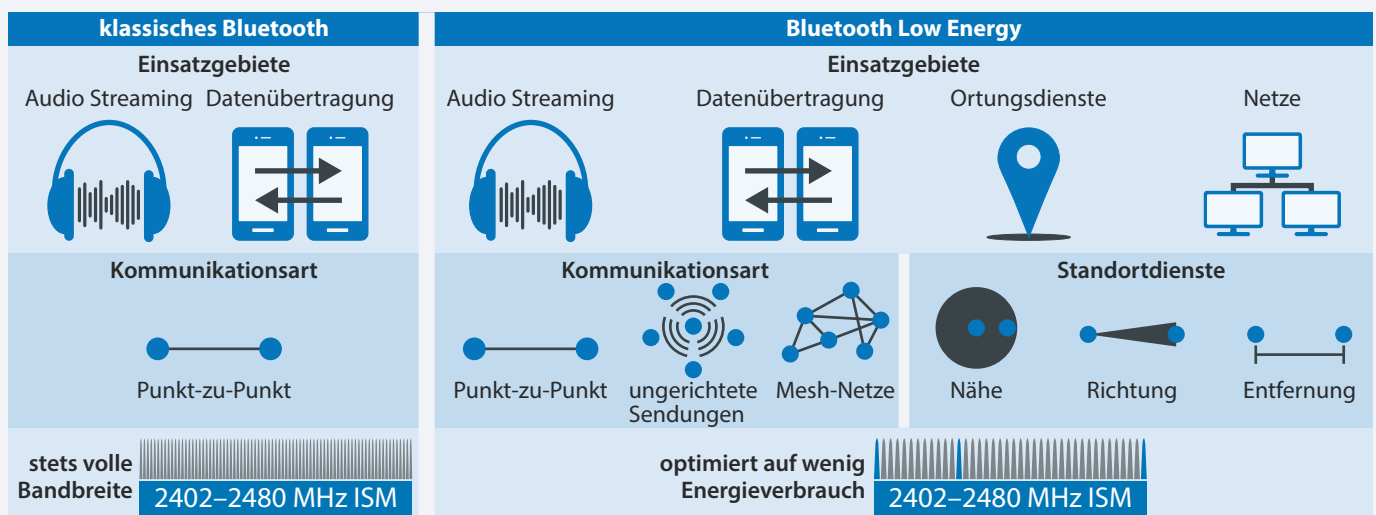 klassisches Bluetooth
Einsatzgebiete
Audio Streaming
Datenübertragung
Kommunikationsart
Punkt-zu-Punkt
stets volle
Bandbreite
2402–2480 MHz ISM
Bluetooth Low Energy
Einsatzgebiete
Audio Streaming
Datenübertragung
Ortungsdienste
Netze
Kommunikationsart
Punkt-zu-Punkt
ungerichtete
Sendungen
Mesh-Netze
Standortdienste
Nähe
Richtung
Entfernung
optimiert auf wenig
Energieverbrauch
2402–2480 MHz ISM